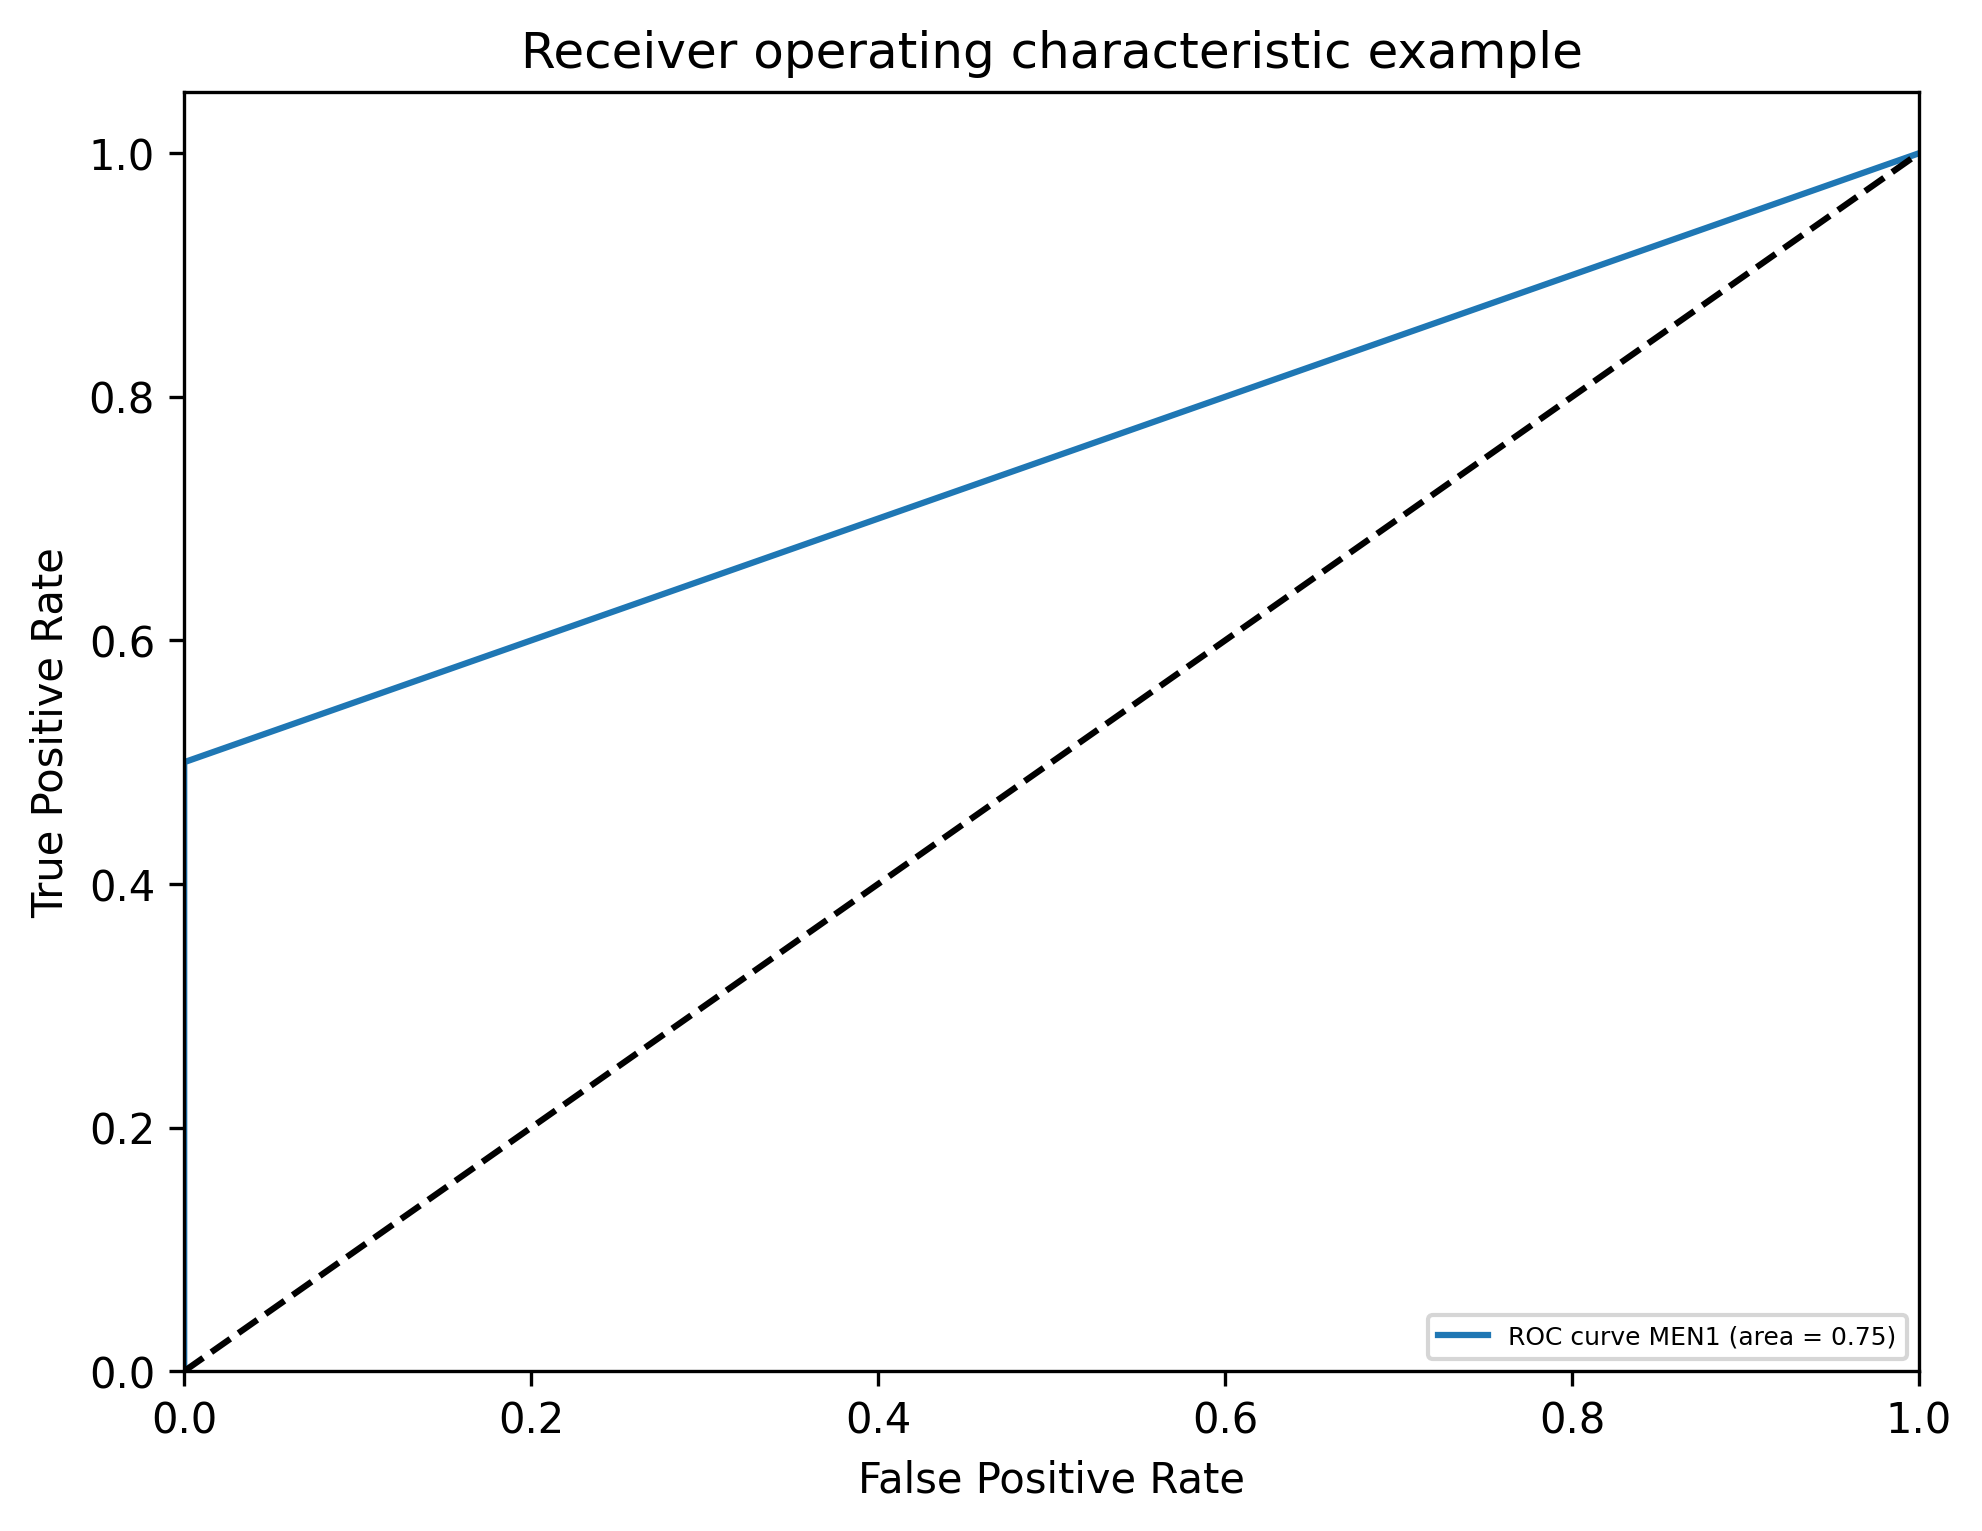 Receiver operating characteristic example
1.0
0.8
0.6
0.4
0.2
0.0
True Positive Rate
ROC curve MEN1 (area = 0.75)
0.0 0.2 0.4 0.6 0.8 1.0
False Positive Rate